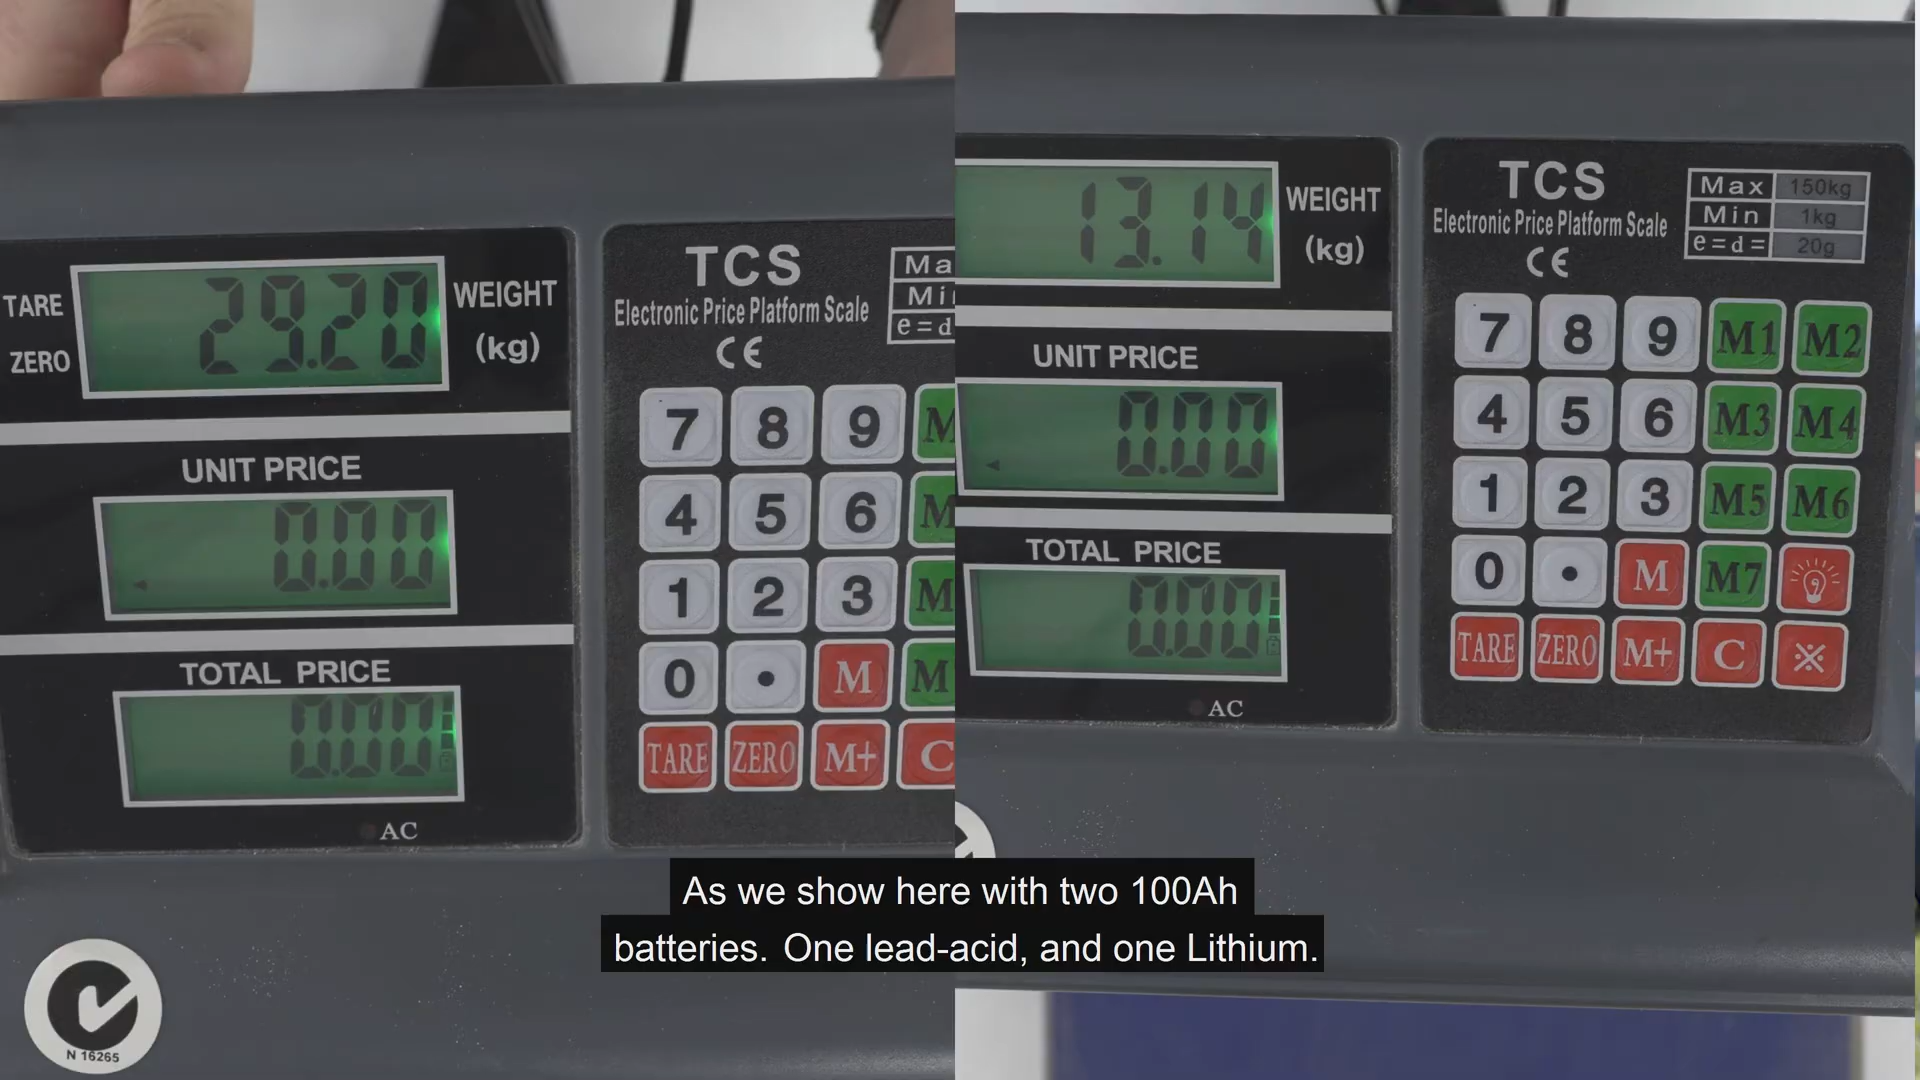 TARE
ZERO
29.20
WEIGHT
(kg)
UNIT PRICE
0.00
TOTAL PRICE
0.00
AC
TCS
Electronic Price Platform Scale
CE
Ma
Mi
e=d
7 8 9 M
4 5 6 M
1 2 3 M
0 . M M
TARE ZERO M+ C
N 16265
13.14
WEIGHT
(kg)
UNIT PRICE
0.00
TOTAL PRICE
0.00
AC
TCS
Electronic Price Platform Scale
CE
Max 150kg
Min 1kg
e=d= 20g
7 8 9 M1 M2
4 5 6 M3 M4
1 2 3 M5 M6
0 . M M7
TARE ZERO M+ C ※
As we show here with two 100Ah
batteries. One lead-acid, and one Lithium.